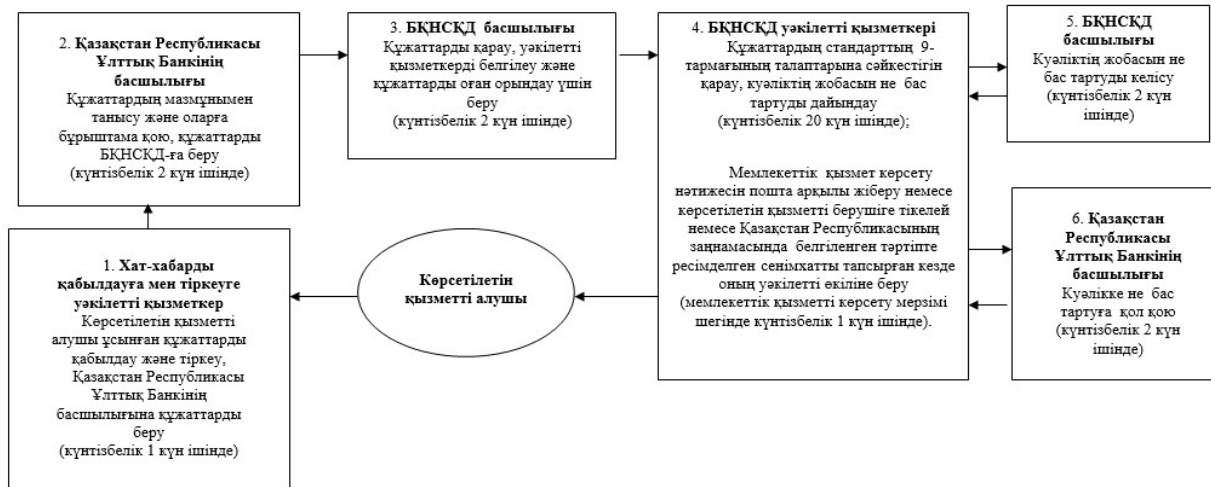 1. Хат-хабарды
қабылдауға мен тіркеуге
уәкілетті қызметкер
Көрсетілетін қызметті
алушы ұсынған құжаттарды
қабылдау және тіркеу,
Қазақстан Республикасы
Ұлттық Банкінің
басшылығына құжаттарды
беру
(күнтізбелік 1 күн ішінде)
2. Қазақстан Республикасы
Ұлттық Банкінің
басшылығы
Құжаттардың мазмұнымен
танысу және оларға
бұрыштама қою, құжаттарды
БҚНСҚД-ға беру
(күнтізбелік 2 күн ішінде)
3. БҚНСҚД басшылығы
Құжаттарды қарау, уәкілетті
қызметкерді белгілеу және
құжаттарды оған орындау үшін
беру
(күнтізбелік 2 күн ішінде)
4. БҚНСҚД уәкілетті қызметкері
Құжаттардың стандарттың 9-
тармағының талаптарына сәйкестігін
қарау, куәліктің жобасын не бас
тартуды дайындау
(күнтізбелік 20 күн ішінде);
Мемлекеттік қызмет көрсету
нәтижесін пошта арқылы жіберу немесе
көрсетілетін қызметті берушіге тікелей
немесе Қазақстан Республикасының
заңнамасында белгіленген тәртіпте
ресімделген сенімхатты тапсырған кезде
оның уәкілетті өкіліне беру
(мемлекеттік қызметті көрсету мерзімі
шегінде күнтізбелік 1 күн ішінде).
5. БҚНСҚД
басшылығы
Куәліктің жобасын не
бас тартуды келісу
(күнтізбелік 2 күн
ішінде)
6. Қазақстан
Республикасы
Ұлттық Банкінің
басшылығы
Куәлікке не бас
тартуға қол қою
(күнтізбелік 2 күн
ішінде)
Көрсетілетін
қызметті алушы